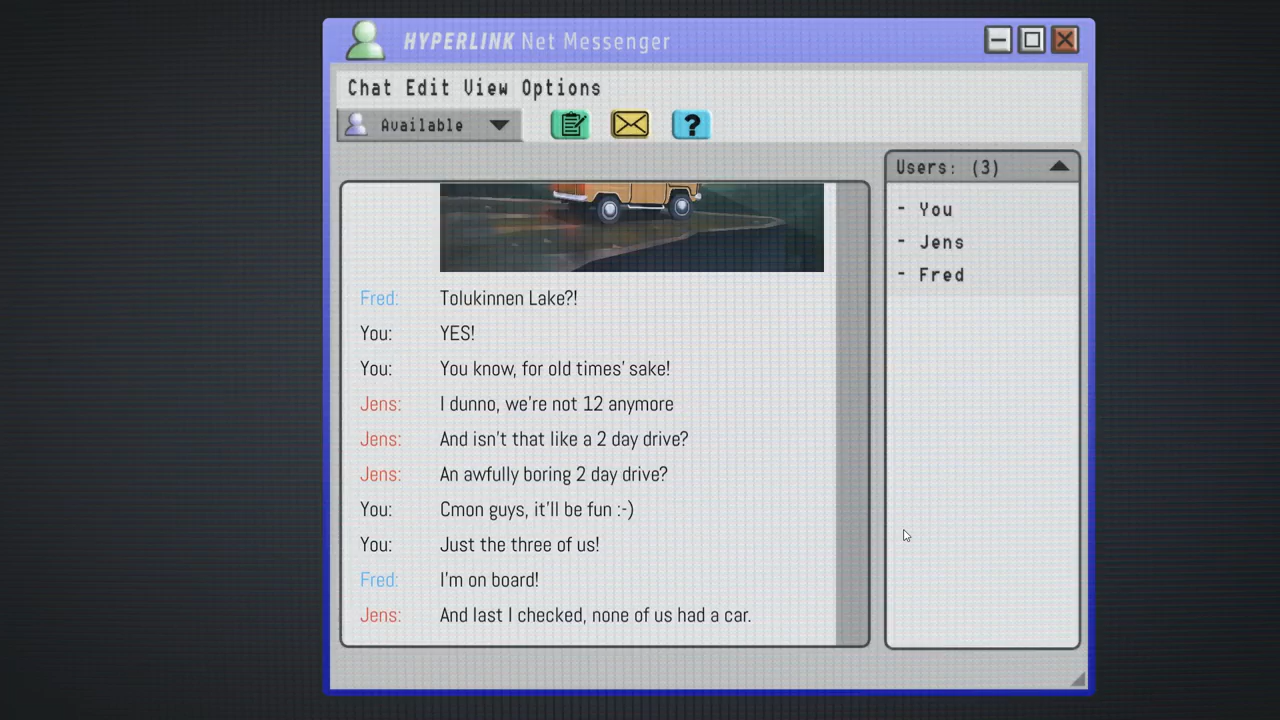 HYPERLINK Net Messenger
Chat Edit View Options
Available
?
Users: (3)
- You
- Jens
- Fred
Fred: Tolukinnen Lake?!
You: YES!
You: You know, for old times' sake!
Jens: I dunno, we're not 12 anymore
Jens: And isn't that like a 2 day drive?
Jens: An awfully boring 2 day drive?
You: Cmon guys, it'll be fun :-)
You: Just the three of us!
Fred: I'm on board!
Jens: And last I checked, none of us had a car.